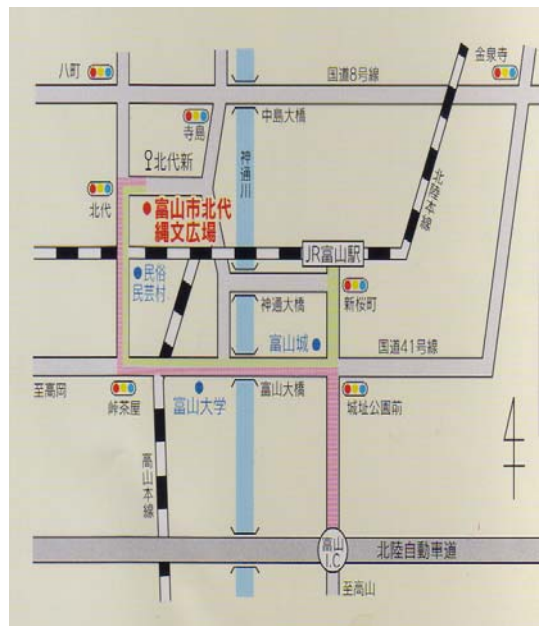 八町
国道8号線
金泉寺
寺島
中島大橋
北代新
神通川
北陸本線
北代
富山市北代
縄文広場
JR富山駅
民俗
民芸村
神通大橋
新桜町
富山城
国道41号線
至高岡
峠茶屋
富山大学
富山大橋
城址公園前
高山本線
富山
I.C
北陸自動車道
至高山